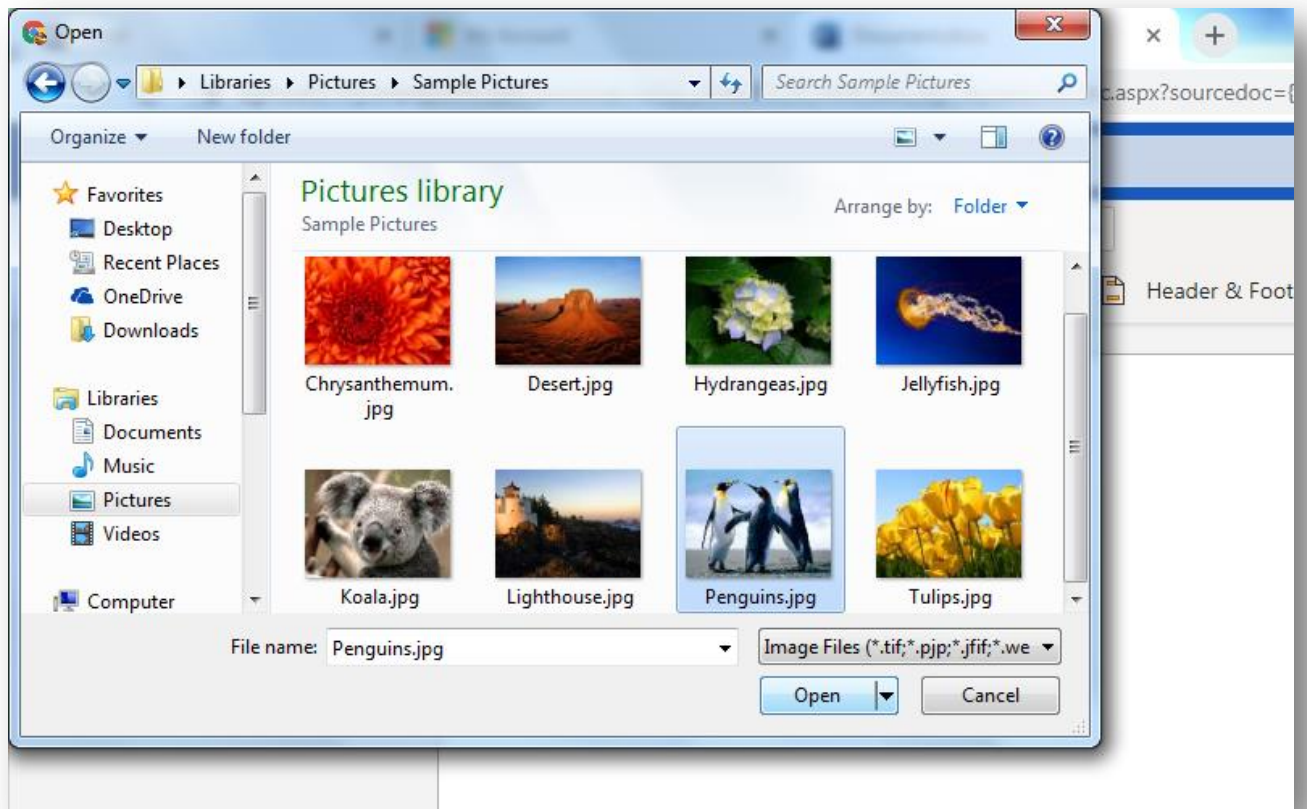 Open
Libraries Pictures Sample Pictures
Search Sample Pictures
c.aspx?sourcedoc={
Organize
New folder
Favorites
Desktop
Recent Places
OneDrive
Downloads
Libraries
Documents
Music
Pictures
Videos
Computer
Pictures library
Sample Pictures
Arrange by: Folder
Chrysanthemum.
jpg
Desert.jpg
Hydrangeas.jpg
Jellyfish.jpg
Koala.jpg
Lighthouse.jpg
Penguins.jpg
Tulips.jpg
Header & Foot
File name: Penguins.jpg
Image Files (*.tif;*.pjp;*.jfif;*.we
Open
Cancel